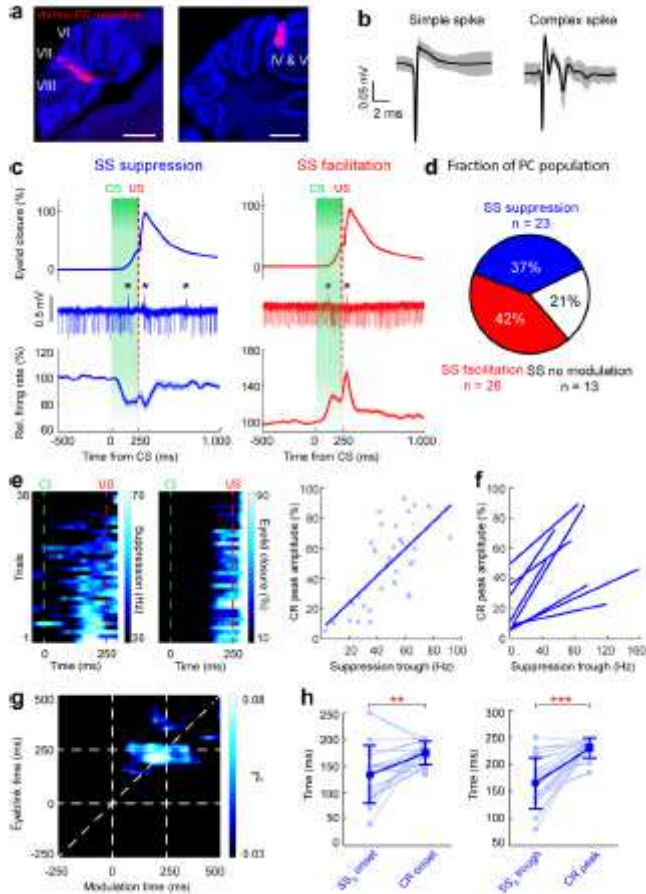 a
VI
VII
VIII
IV & V
b
Simple spike
Complex spike
0.05 mV
2 ms
c
SS suppression
SS facilitation
CS
US
CS
US
Eyelid closure (%)
100
0
100
0
0.5 mV
Rel. firing rate (%)
120
100
80
60
150
100
-500
0
250
1.000
-500
0
250
1.000
Time from CS (ms)
Time from CS (ms)
d
Fraction of PC population
SS suppression
n = 23
37%
21%
42%
SS facilitation
n = 26
SS no modulation
n = 13
e
US
US
Trials
1
0
250
Time (ms)
70
Suppression (Hz)
0
250
Time (ms)
90
Eyelid closure (%)
10
CR peak amplitude (%)
100
80
60
40
20
0
0
20
40
60
80
100
Suppression trough (Hz)
f
CR peak amplitude (%)
100
80
60
40
20
0
0
40
80
120
160
Suppression trough (Hz)
g
Eyeblink time (ms)
500
250
0
-250
-250
0
250
500
Modulation time (ms)
0.08
0.03
h
**
Time (ms)
250
200
150
100
50
0
onset
CR onset
***
Time (ms)
300
250
200
150
100
50
0
trough
CR peak